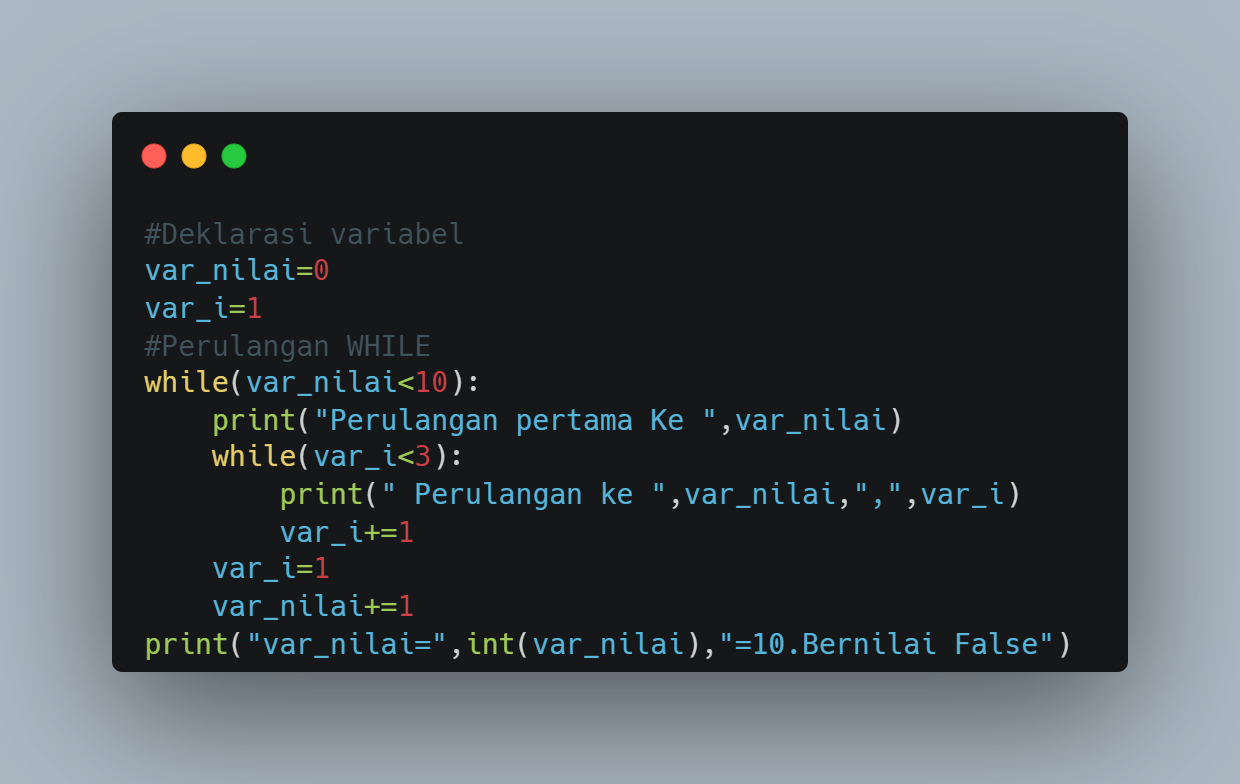 #Deklarasi variabel
var_nilai=0
var_i=1
#Perulangan WHILE
while(var_nilai<10):
    print("Perulangan pertama Ke ",var_nilai)
    while(var_i<3):
        print(" Perulangan ke ",var_nilai,",",var_i)
        var_i+=1
    var_i=1
    var_nilai+=1
print("var_nilai=",int(var_nilai),"=10.Bernilai False")